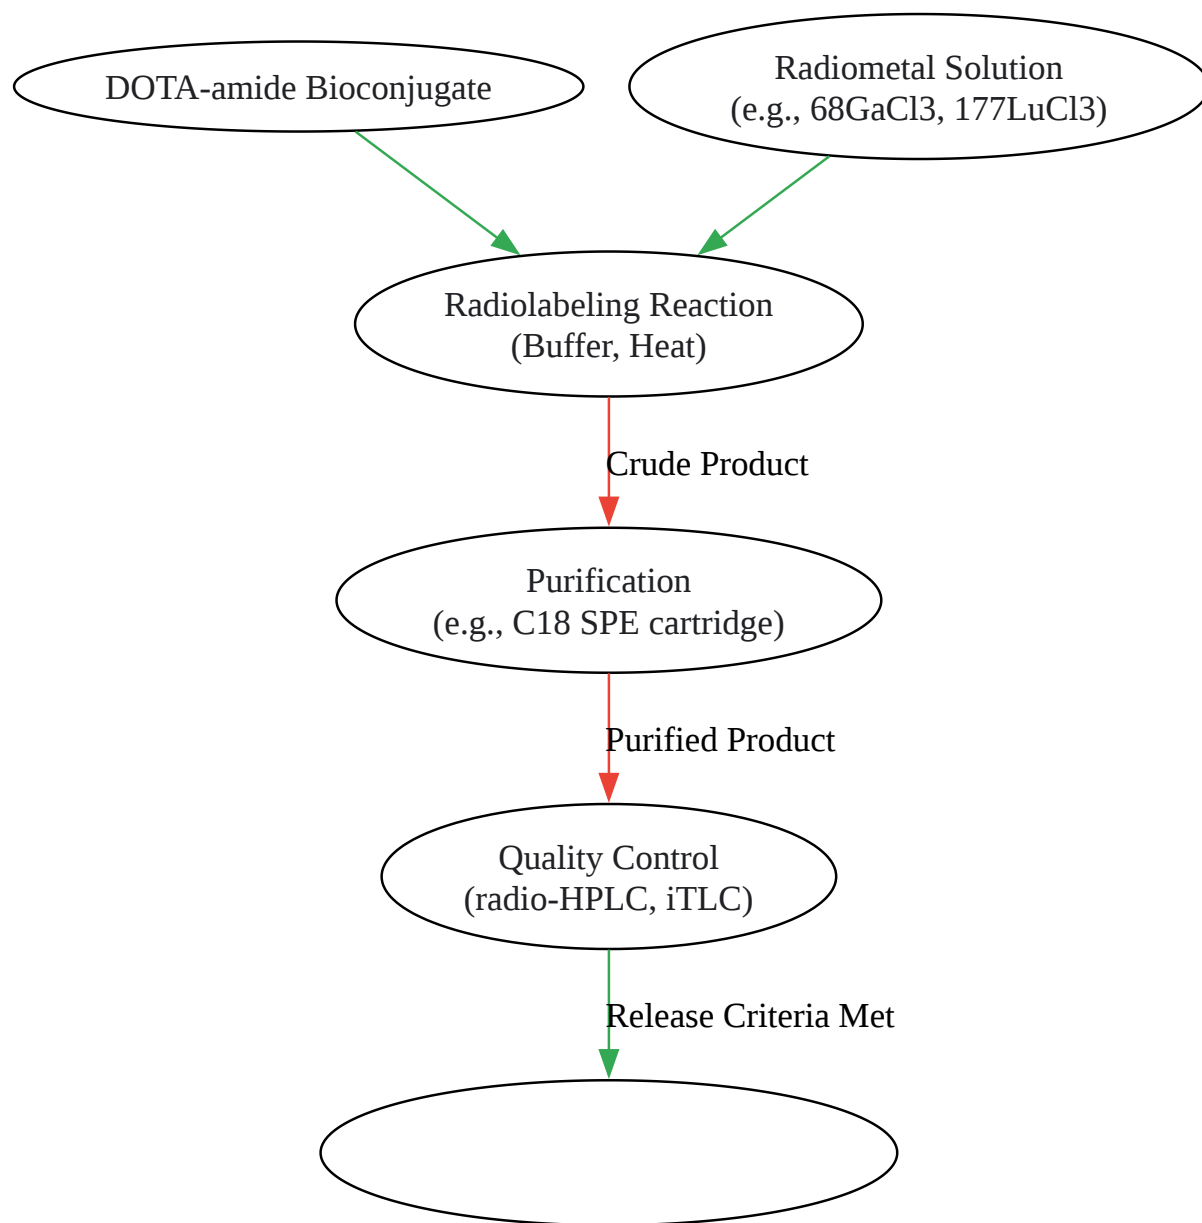 DOTA-amide Bioconjugate
Radiometal Solution
(e.g., 68GaCl3, 177LuCl3)
Radiolabeling Reaction
(Buffer, Heat)
Crude Product
Purification
(e.g., C18 SPE cartridge)
Purified Product
Quality Control
(radio-HPLC, iTLC)
Release Criteria Met